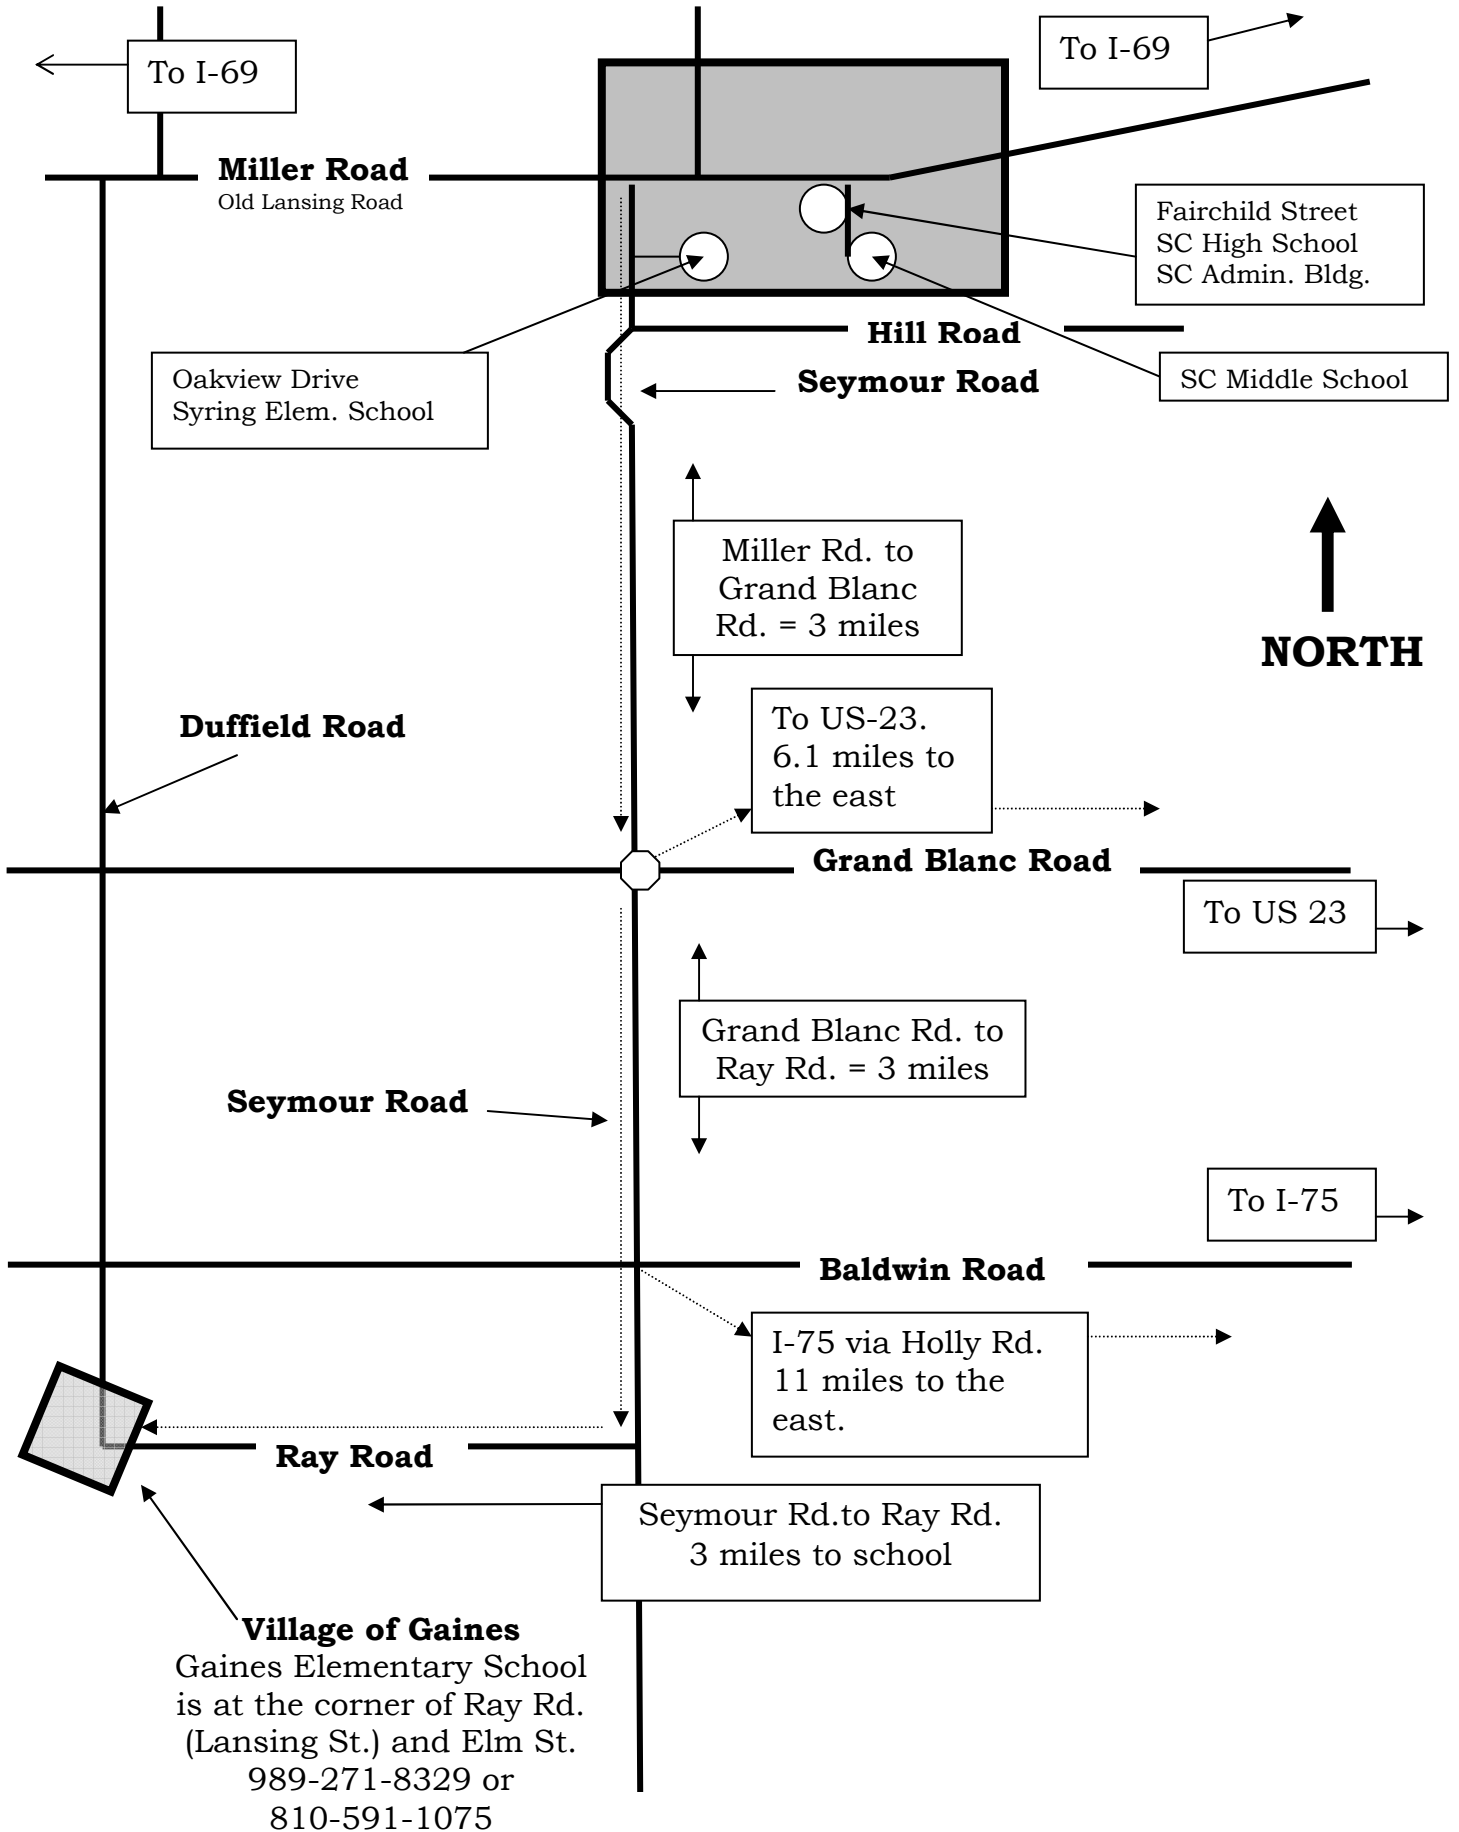 To I-69
To I-69
Miller Road
Old Lansing Road
Fairchild Street
SC High School
SC Admin. Bldg.
Hill Road
Seymour Road
SC Middle School
Oakview Drive
Syring Elem. School
Miller Rd. to
Grand Blanc
Rd. = 3 miles
NORTH
Duffield Road
To US-23.
6.1 miles to
the east
Grand Blanc Road
To US 23
Grand Blanc Rd. to
Ray Rd. = 3 miles
Seymour Road
To I-75
Baldwin Road
I-75 via Holly Rd.
11 miles to the
east.
Ray Road
Seymour Rd.to Ray Rd.
3 miles to school
Village of Gaines
Gaines Elementary School
is at the corner of Ray Rd.
(Lansing St.) and Elm St.
989-271-8329 or
810-591-1075